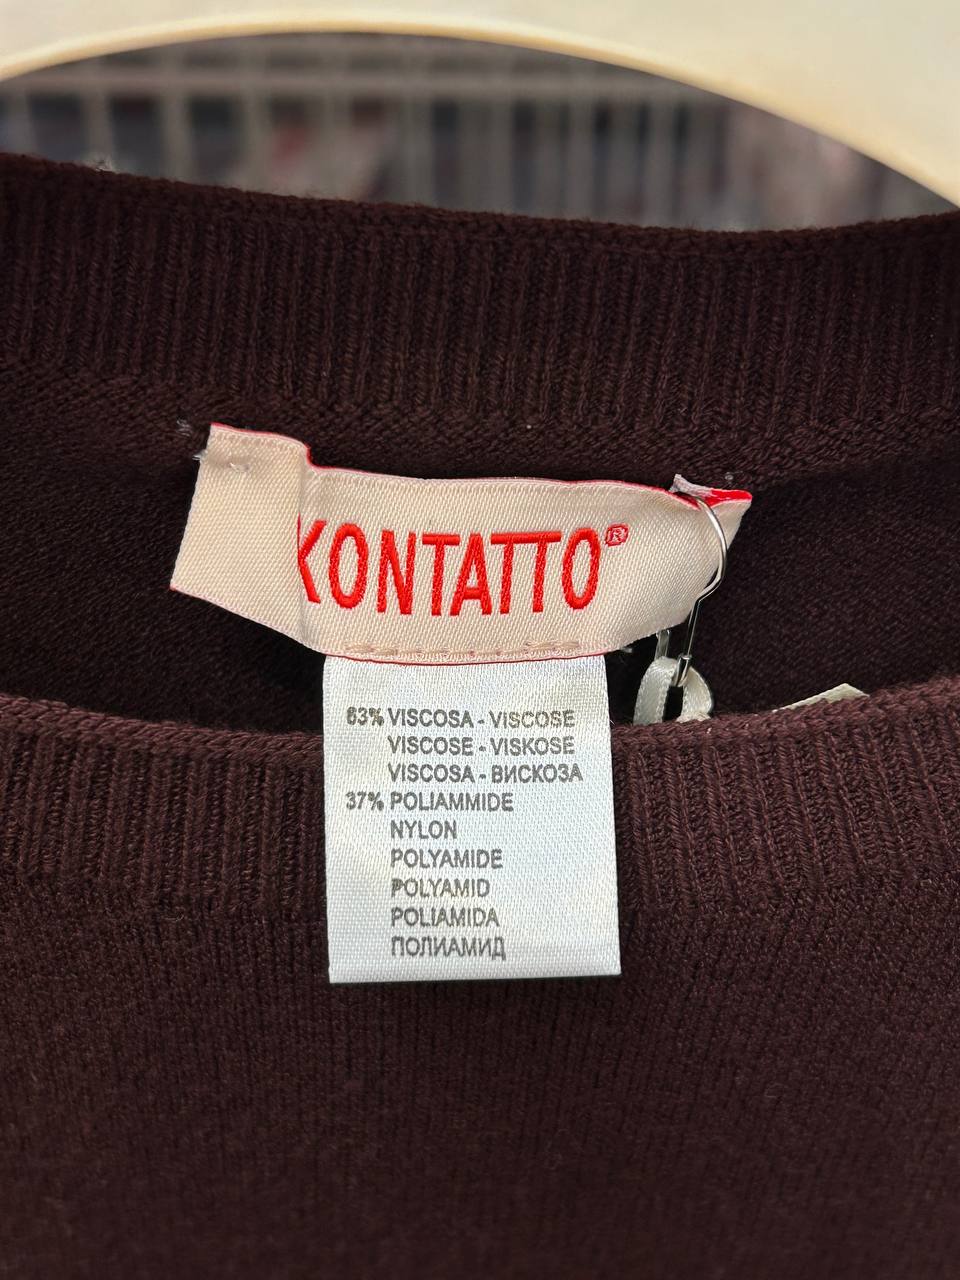 KONTATTO®
63% VISCOSA - VISCOSE
VISCOSE - VISKOSE
VISCOSA - ВИСКОЗА
37% POLIAMMIDE
NYLON
POLYAMIDE
POLYAMID
POLIAMIDA
ПОЛИАМИД